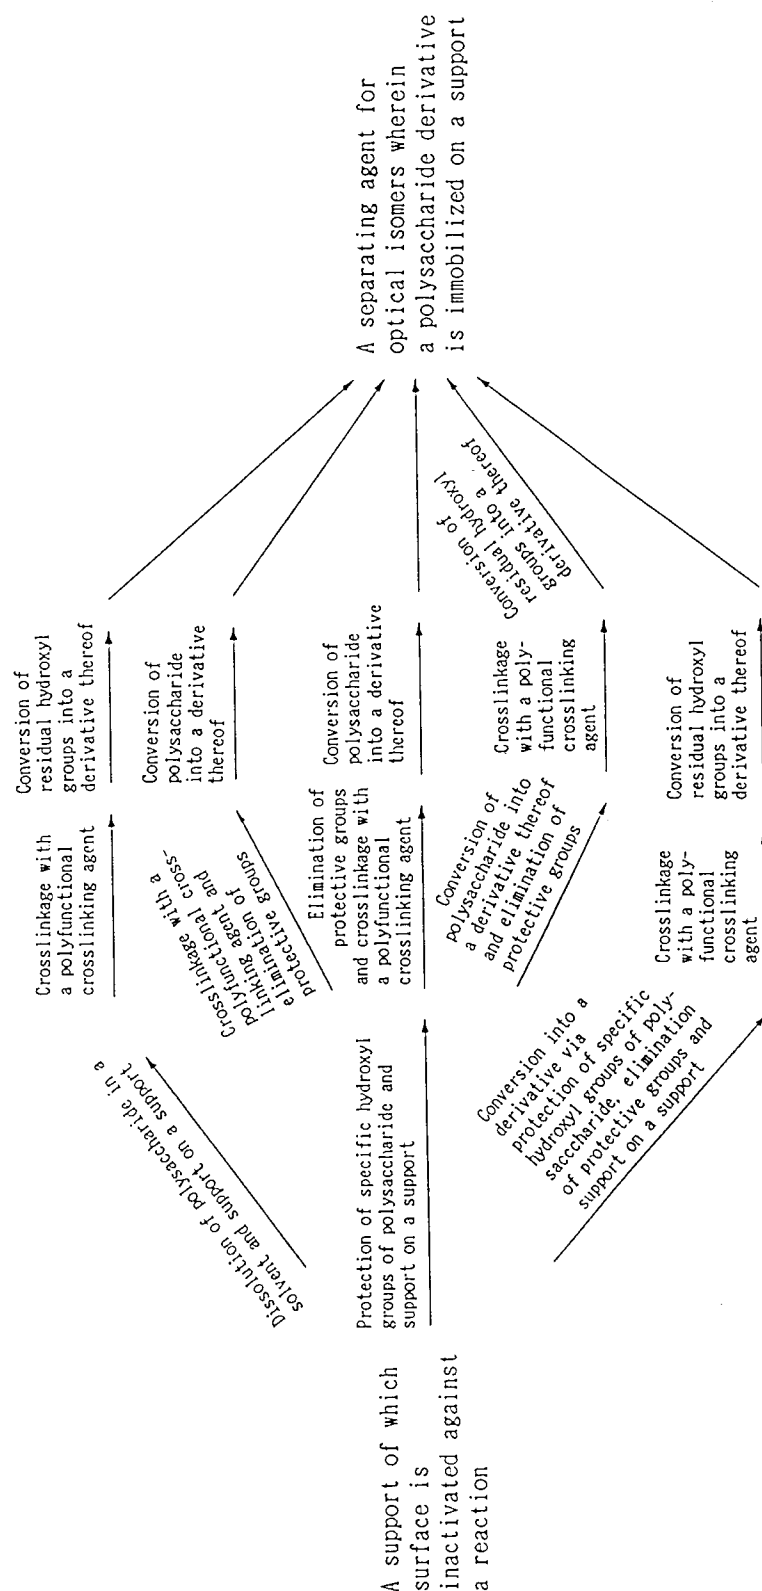 A support of which
surface is
inactivated against
a reaction
Dissolution of polysaccharide in a
solvent and support on a support
Crosslinkage with
a polyfunctional
crosslinking agent
Conversion of
residual hydroxyl
groups into a
derivative thereof
Protection of specific hydroxyl
groups of polysaccharide and
support on a support
Crosslinkage with a
polyfunctional cross-
linking agent and
elimination of
protective groups
Conversion of
polysaccharide
into a derivative
thereof
Elimination of
protective groups
and crosslinkage with
a polyfunctional
crosslinking agent
Conversion of
polysaccharide
into a derivative
thereof
Conversion of
polysaccharide into
a derivative thereof
and elimination of
protective groups
Crosslinkage
with a poly-
functional
crosslinking
agent
Conversion of
residual hydroxyl
groups into a
derivative thereof
Conversion into a
derivative via
protection of specific
hydroxyl groups of poly-
sacccharide, elimination
of protective groups and
support on a support
Crosslinkage
with a poly-
functional
crosslinking
agent
Conversion of
residual hydroxyl
groups into a
derivative thereof
A separating agent for
optical isomers wherein
a polysaccharide derivative
is immobilized on a support